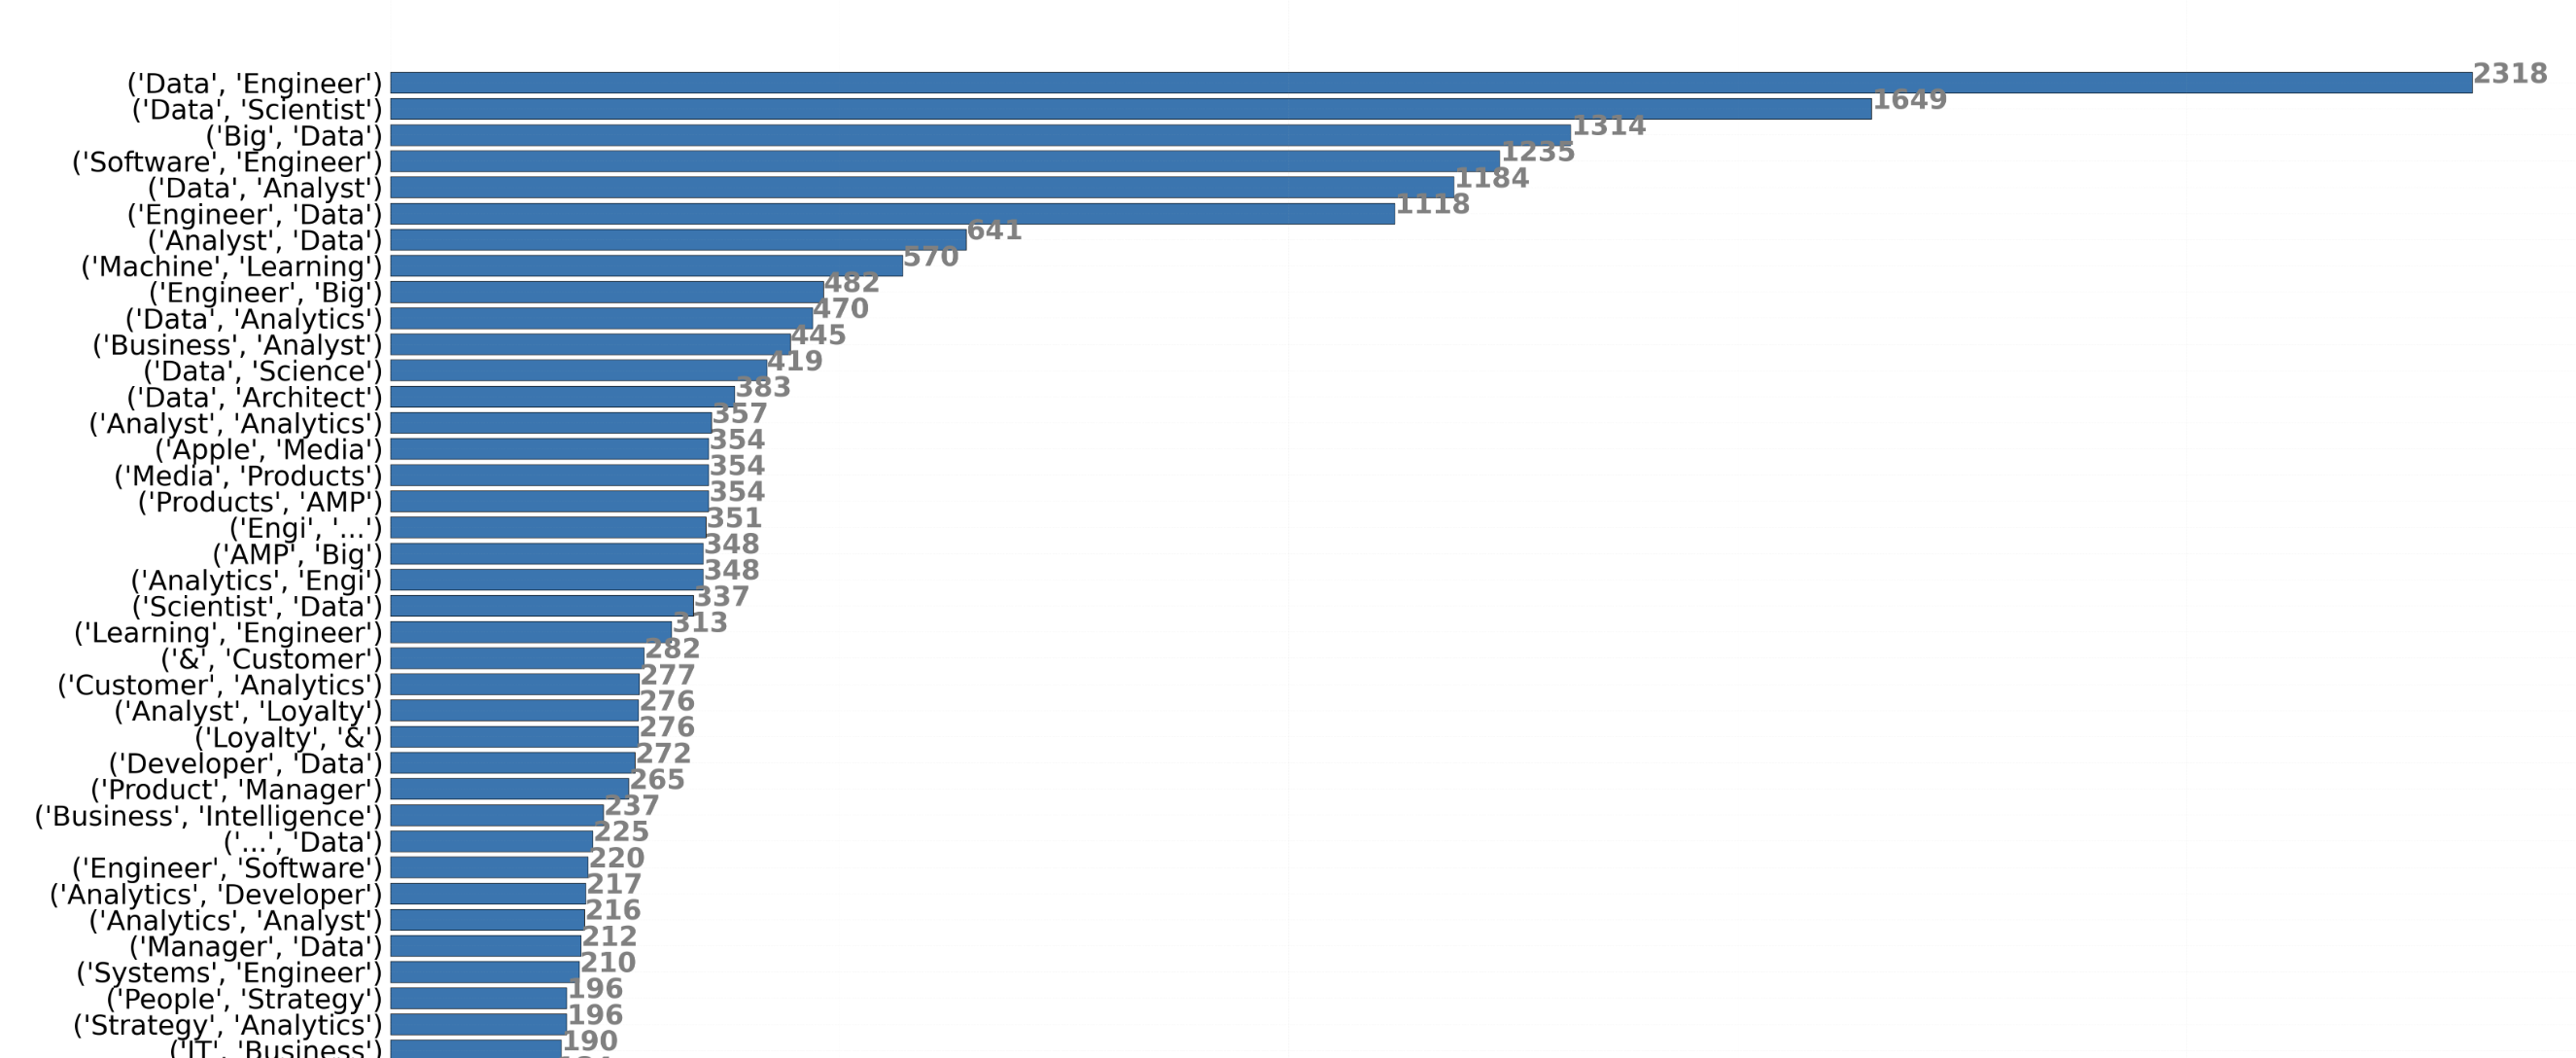 ('Data', 'Engineer') 2318
('Data', 'Scientist') 1649
('Big', 'Data') 1314
('Software', 'Engineer') 1235
('Data', 'Analyst') 1184
('Engineer', 'Data') 1118
('Analyst', 'Data') 641
('Machine', 'Learning') 570
('Engineer', 'Big') 482
('Data', 'Analytics') 470
('Business', 'Analyst') 445
('Data', 'Science') 419
('Data', 'Architect') 383
('Analyst', 'Analytics') 357
('Apple', 'Media') 354
('Media', 'Products') 354
('Products', 'AMP') 354
('Engi', '...') 351
('AMP', 'Big') 348
('Analytics', 'Engi') 348
('Scientist', 'Data') 337
('Learning', 'Engineer') 313
('&', 'Customer') 282
('Customer', 'Analytics') 277
('Analyst', 'Loyalty') 276
('Loyalty', '&') 276
('Developer', 'Data') 272
('Product', 'Manager') 265
('Business', 'Intelligence') 237
('...', 'Data') 225
('Engineer', 'Software') 220
('Analytics', 'Developer') 217
('Analytics', 'Analyst') 216
('Manager', 'Data') 212
('Systems', 'Engineer') 210
('People', 'Strategy') 196
('Strategy', 'Analytics') 196
('IT', 'Business') 190